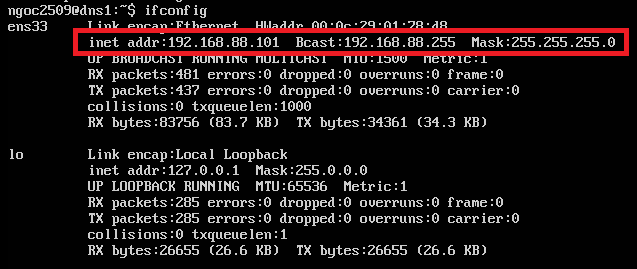 ngoc2509@dns1:~$ ifconfig
ens33 Link encap:Ethernet HWaddr 00:0c:29:01:78:d8
inet addr:192.168.88.101 Bcast:192.168.88.255 Mask:255.255.255.0
UP BROADCAST RUNNING MULTICAST MTU:1500 Metric:1
RX packets:481 errors:0 dropped:0 overruns:0 frame:0
TX packets:437 errors:0 dropped:0 overruns:0 carrier:0
collisions:0 txqueuelen:1000
RX bytes:83756 (83.7 KB) TX bytes:34361 (34.3 KB)
lo Link encap:Local Loopback
inet addr:127.0.0.1 Mask:255.0.0.0
UP LOOPBACK RUNNING MTU:65536 Metric:1
RX packets:285 errors:0 dropped:0 overruns:0 frame:0
TX packets:285 errors:0 dropped:0 overruns:0 carrier:0
collisions:0 txqueuelen:1
RX bytes:26655 (26.6 KB) TX bytes:26655 (26.6 KB)